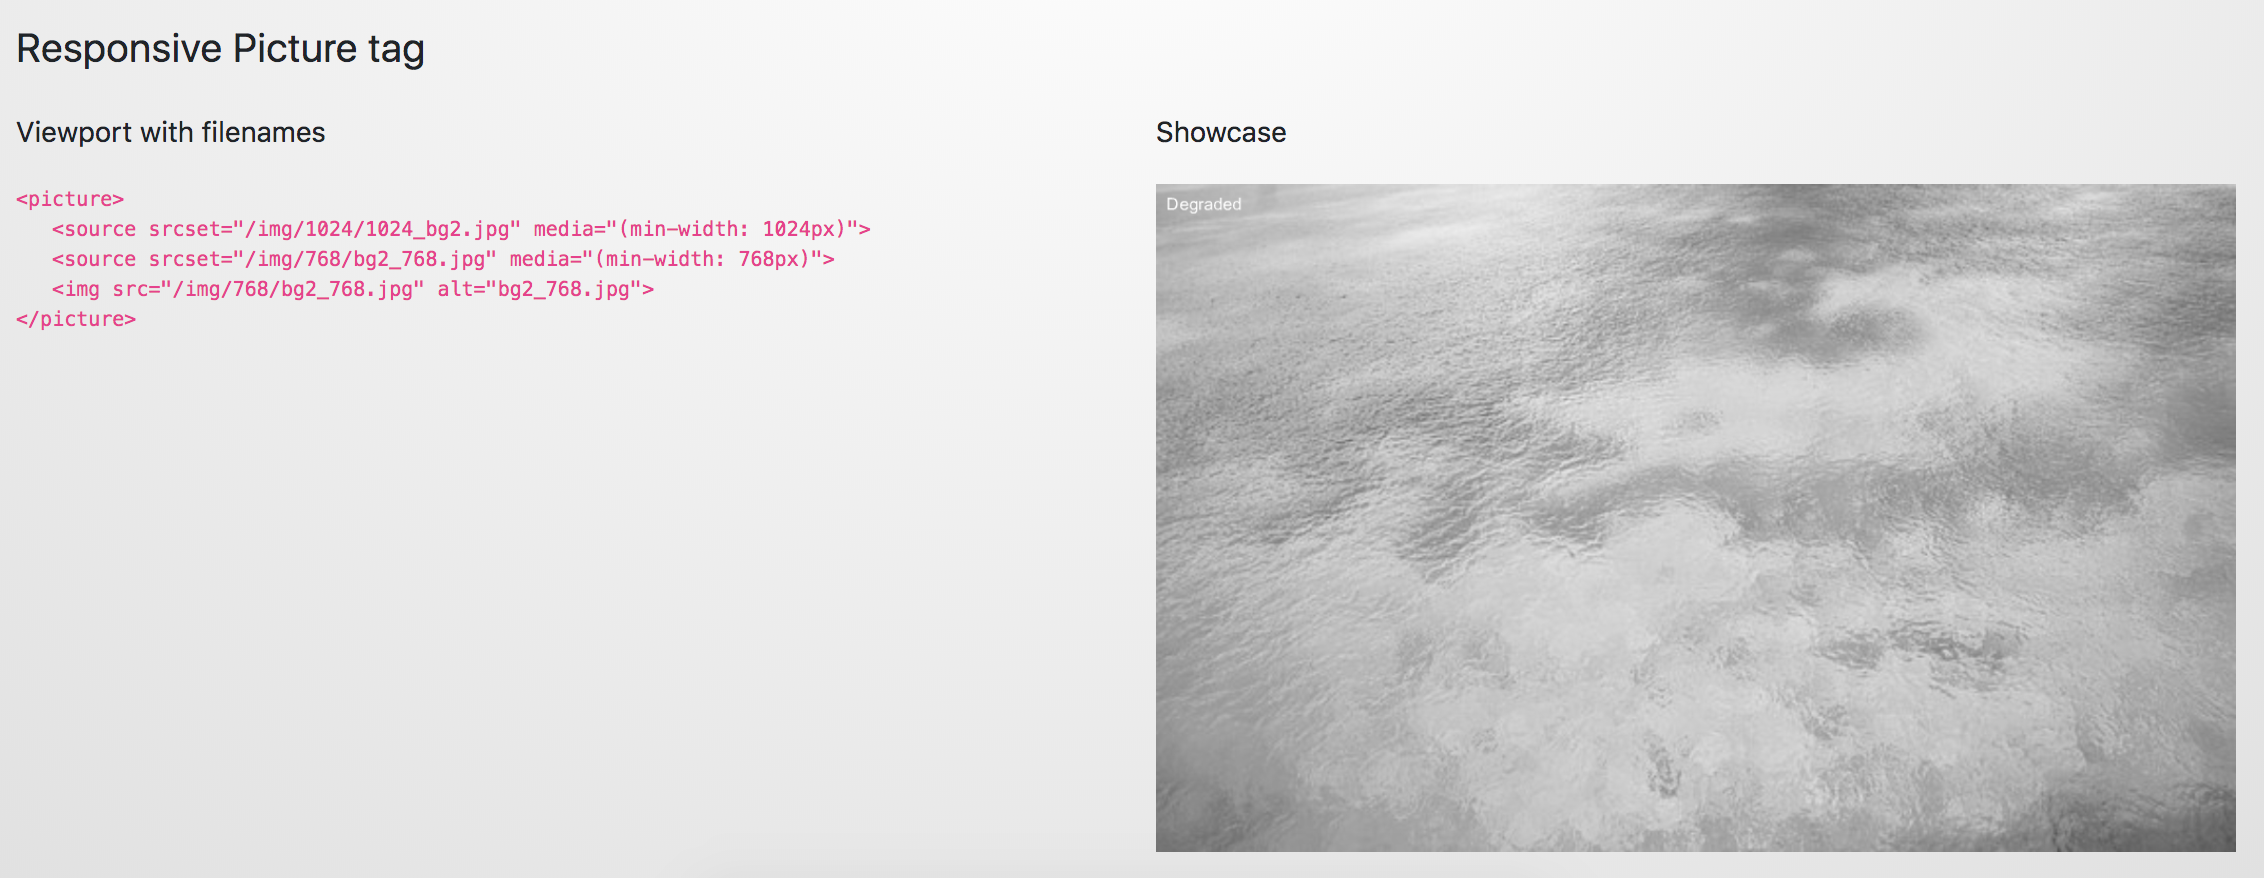 Responsive Picture tag
Viewport with filenames
<picture>
<source srcset="/img/1024/1024_bg2.jpg" media="(min-width: 1024px)">
<source srcset="/img/768/bg2_768.jpg" media="(min-width: 768px)">
<img src="/img/768/bg2_768.jpg" alt="bg2_768.jpg">
</picture>
Showcase
Degraded